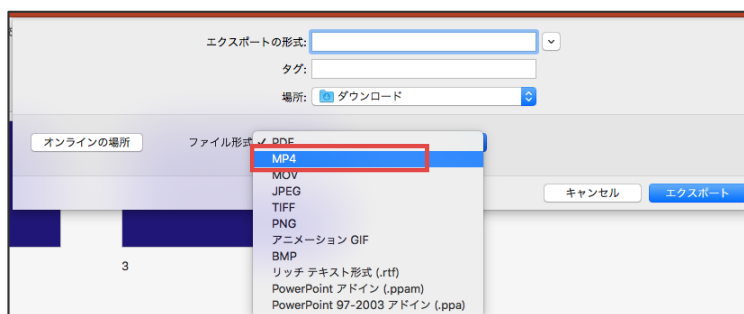 エクスポートの形式:
タグ:
場所: ダウンロード
オンラインの場所 ファイル形式 ✓ PDF
MP4
MOV
JPEG
TIFF
PNG
アニメーション GIF
BMP
リッチ テキスト形式 (.rtf)
PowerPoint アドイン (.ppam)
PowerPoint 97-2003 アドイン (.ppa)
キャンセル エクスポート
3